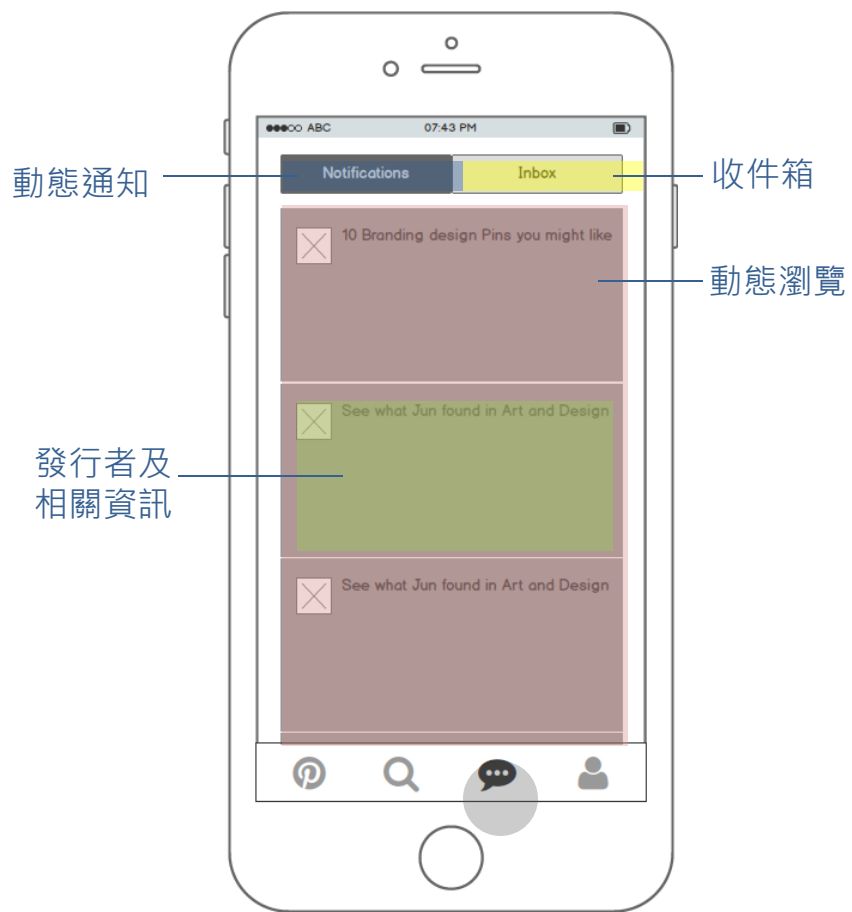 ABC
07:43 PM
動態通知
Notifications
Inbox
收件箱
10 Branding design Pins you might like
動態瀏覽
See what Jun found in Art and Design
發行者及
相關資訊
See what Jun found in Art and Design